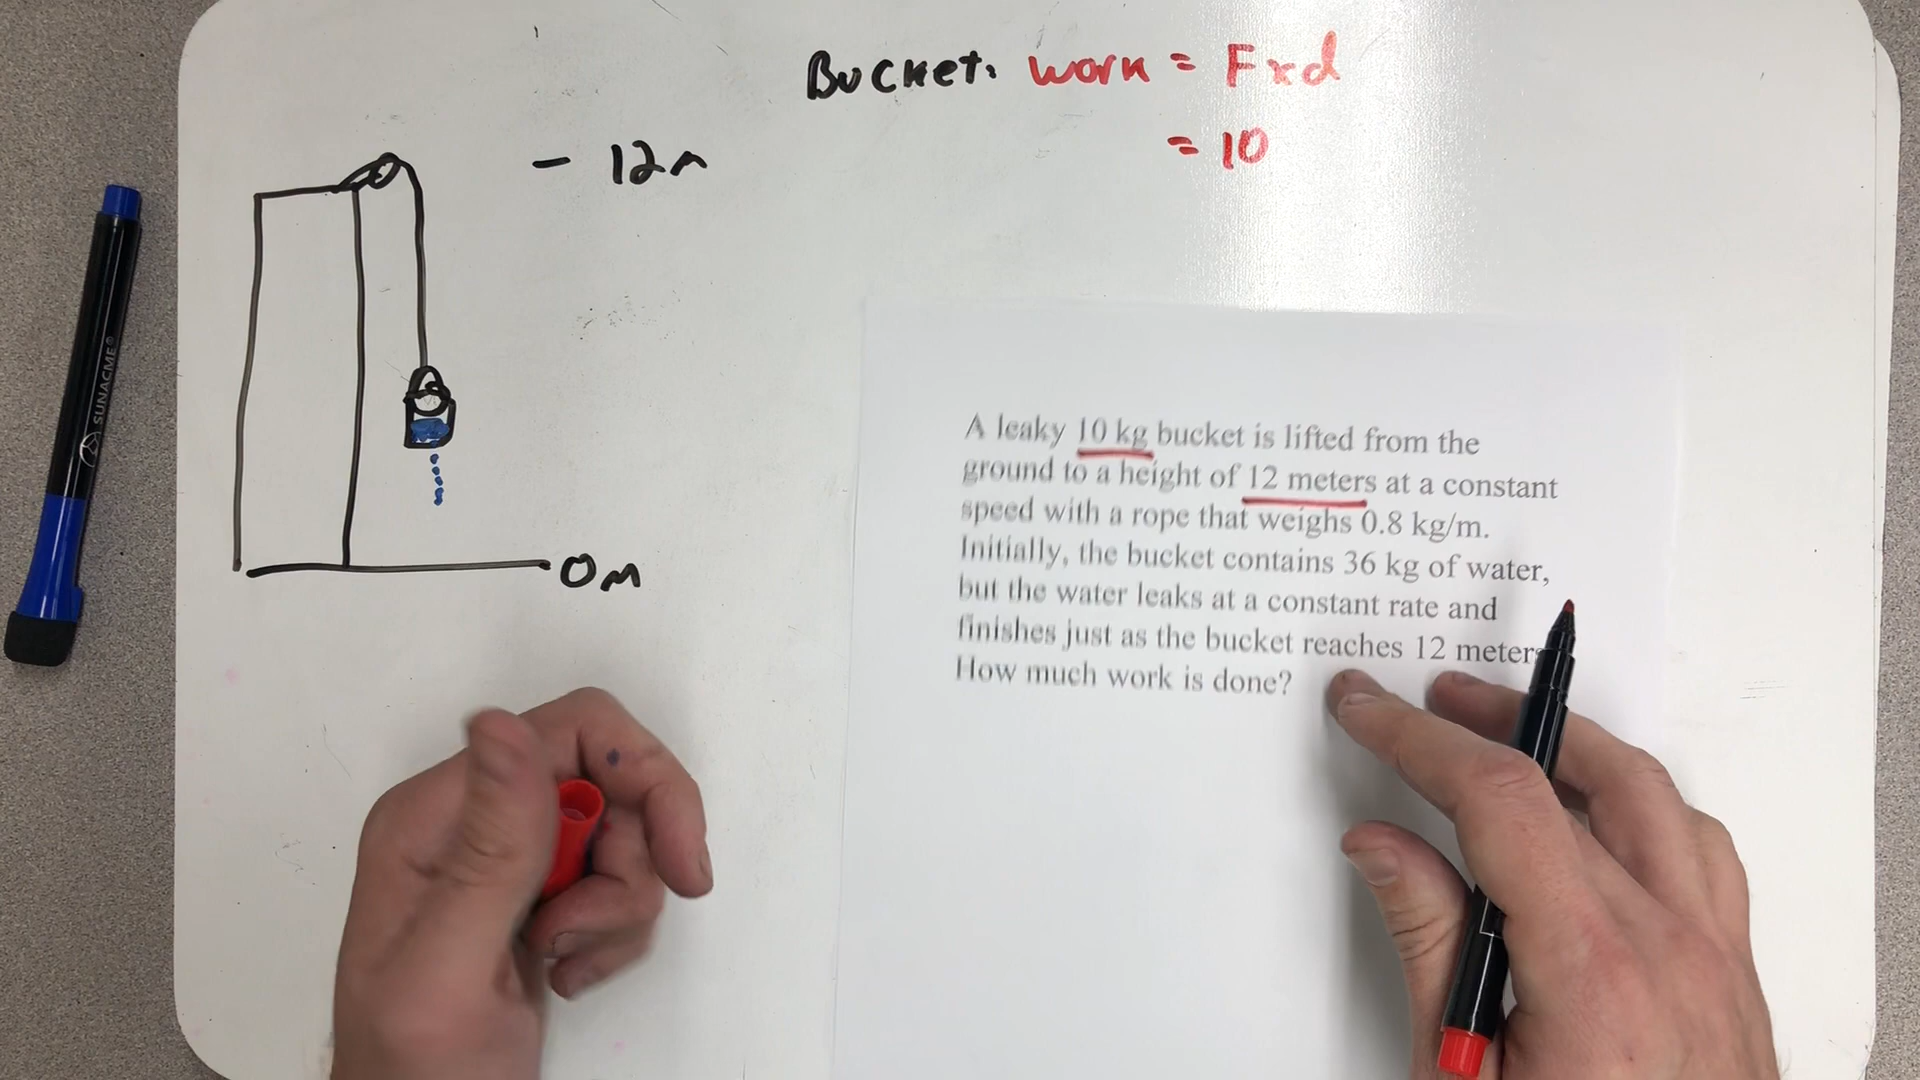 Bucket: work = Fxd
= 10
- 12m
0m
A leaky 10 kg bucket is lifted from the
ground to a height of 12 meters at a constant
speed with a rope that weighs 0.8 kg/m.
Initially, the bucket contains 36 kg of water,
but the water leaks at a constant rate and
finishes just as the bucket reaches 12 meters
How much work is done?
SUNACME®